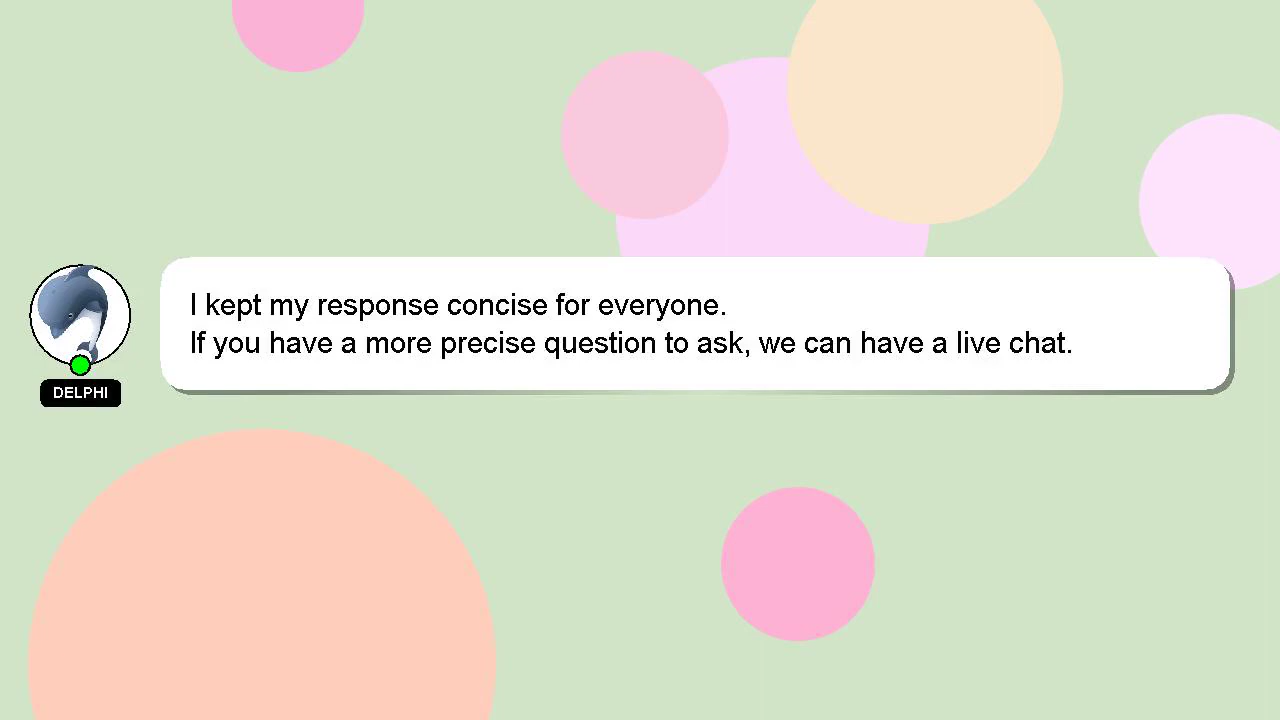 I kept my response concise for everyone.
If you have a more precise question to ask, we can have a live chat.
DELPHI